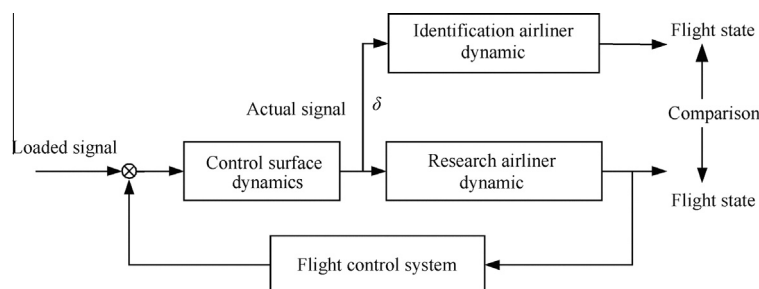 Identification airliner
dynamic
Flight state
Actual signal
δ
Comparison
Loaded signal
Control surface
dynamics
Research airliner
dynamic
Flight state
Flight control system